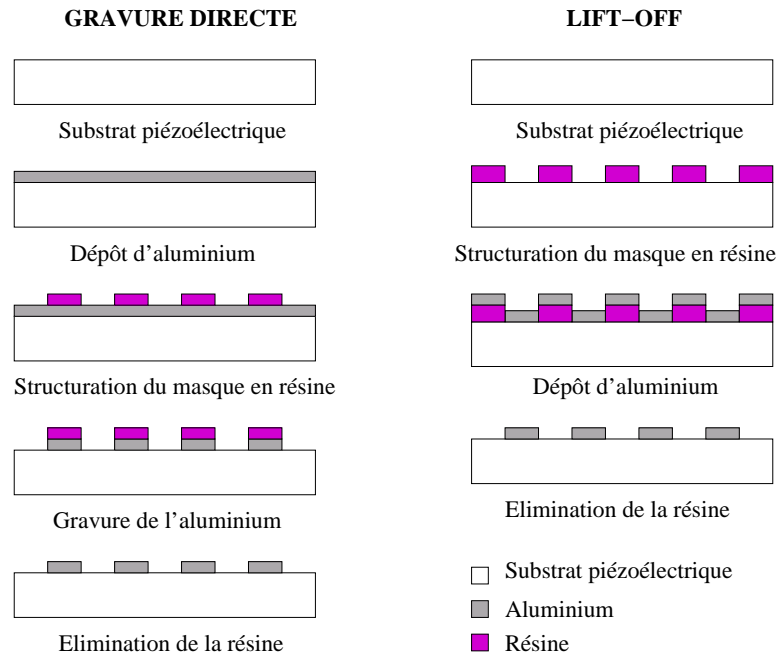 GRAVURE DIRECTE
Substrat piézoélectrique
Dépôt d'aluminium
Structuration du masque en résine
Gravure de l'aluminium
Elimination de la résine
LIFT−OFF
Substrat piézoélectrique
Structuration du masque en résine
Dépôt d'aluminium
Elimination de la résine
Substrat piézoélectrique
Aluminium
Résine